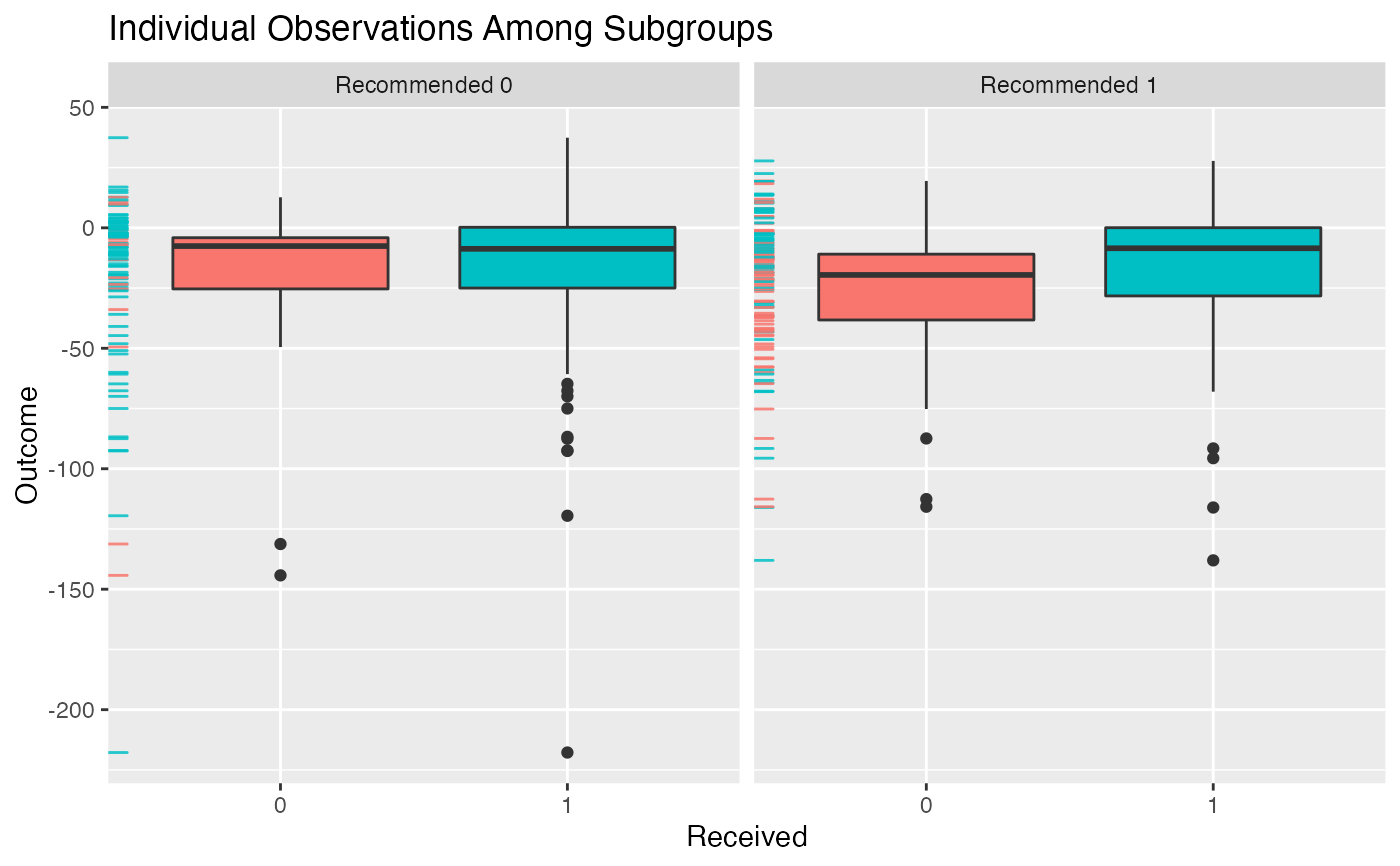 Individual Observations Among Subgroups
Recommended 0
Recommended 1
Outcome
50
0
-50
-100
-150
-200
0
1
0
1
Received